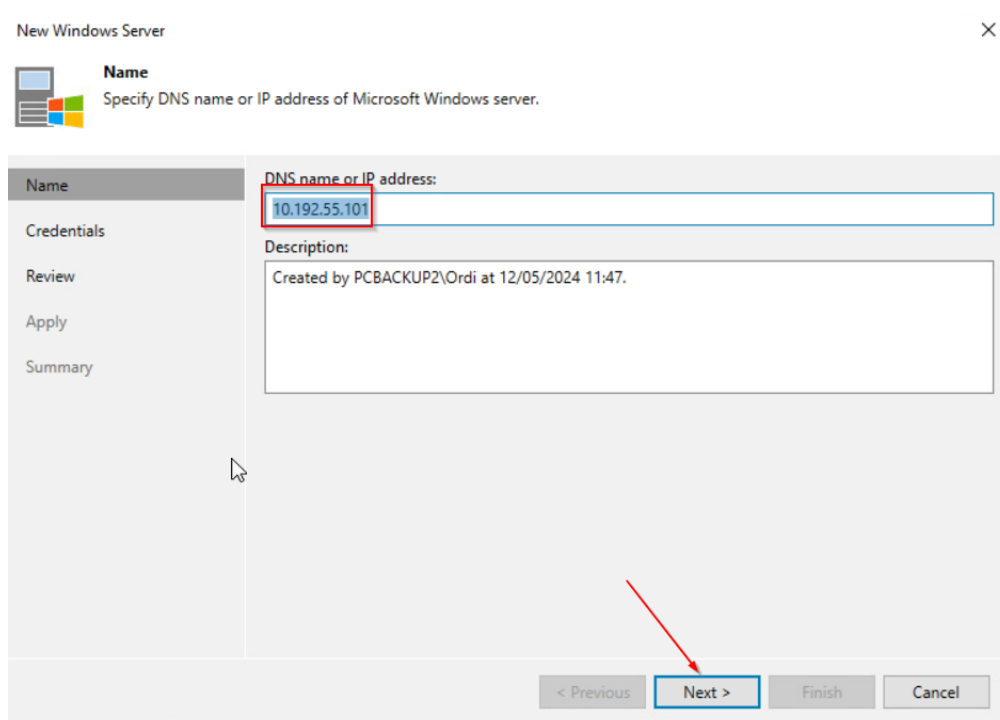 New Windows Server
Name
Specify DNS name or IP address of Microsoft Windows server.
Name
Credentials
Review
Apply
Summary
DNS name or IP address:
10.192.55.101
Description:
Created by PCBACKUP2\Ordi at 12/05/2024 11:47.
< Previous
Next >
Finish
Cancel